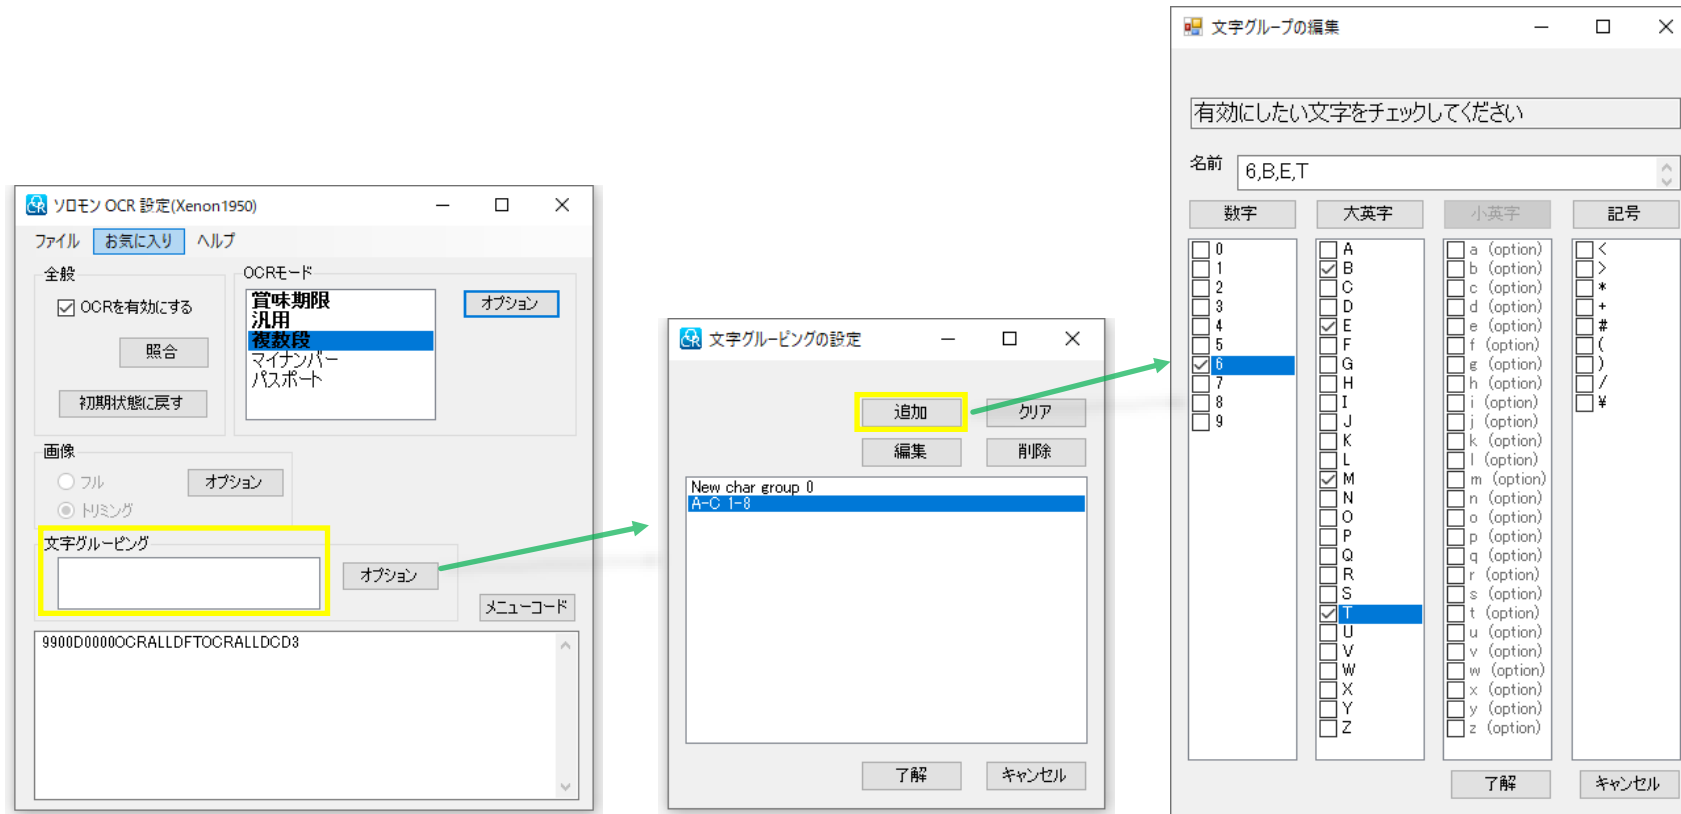 ソロモン OCR 設定(Xenon1950)
ファイル お気に入り ヘルプ
全般
OCRを有効にする
照合
初期状態に戻す
OCRモード
賞味期限
汎用
複数段
マイナンバー
パスポート
オプション
画像
フル
トリミング
オプション
文字グルーピング
オプション
メニューコード
9900D0000OCRALLDFTOCRALLDCD3
文字グルーピングの設定
追加 クリア
編集 削除
New char group 0
A-C 1-8
了解 キャンセル
文字グループの編集
有効にしたい文字をチェックしてください
名前 6,B,E,T
数字 大英字 小英字 記号
0
1
2
3
4
5
6
7
8
9
A
B
C
D
E
F
G
H
I
J
K
L
M
N
O
P
Q
R
S
T
U
V
W
X
Y
Z
a (option)
b (option)
c (option)
d (option)
e (option)
f (option)
g (option)
h (option)
i (option)
j (option)
k (option)
l (option)
m (option)
n (option)
o (option)
p (option)
q (option)
r (option)
s (option)
t (option)
u (option)
v (option)
w (option)
x (option)
y (option)
z (option)
<
>
*
+
#
(
)
/
¥
了解 キャンセル